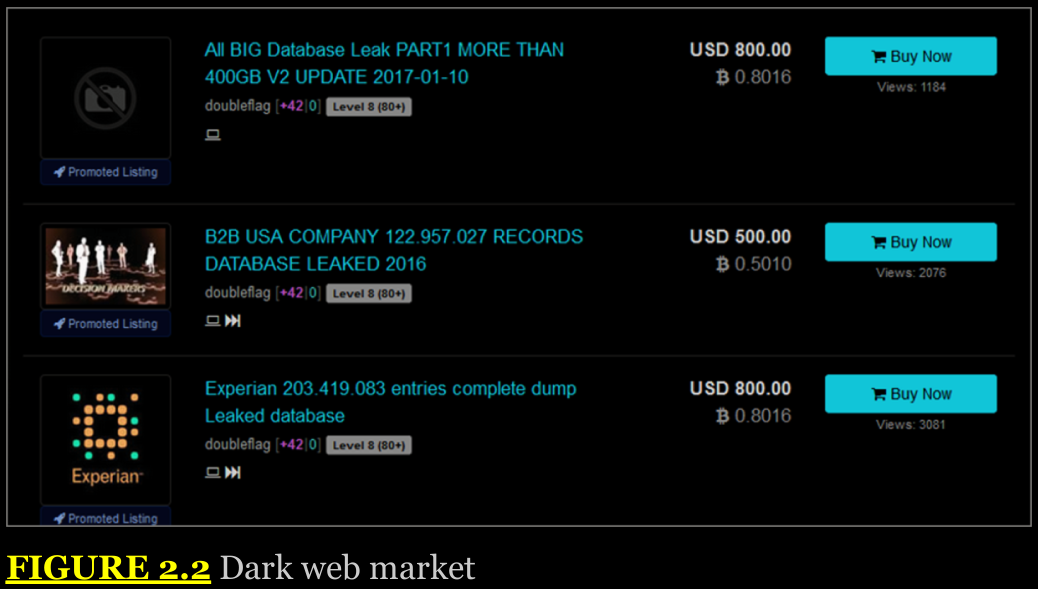 All BIG Database Leak PART1 MORE THAN
400GB V2 UPDATE 2017-01-10
doubleflag [+42|0] Level 8 (80+)
USD 800.00
฿ 0.8016
Buy Now
Views: 1184
Promoted Listing
B2B USA COMPANY 122.957.027 RECORDS
DATABASE LEAKED 2016
doubleflag [+42|0] Level 8 (80+)
USD 500.00
฿ 0.5010
Buy Now
Views: 2076
DECISION MAKERS
Promoted Listing
Experian 203.419.083 entries complete dump
Leaked database
doubleflag [+42|0] Level 8 (80+)
USD 800.00
฿ 0.8016
Buy Now
Views: 3081
Experian™
Promoted Listing
FIGURE 2.2 Dark web market